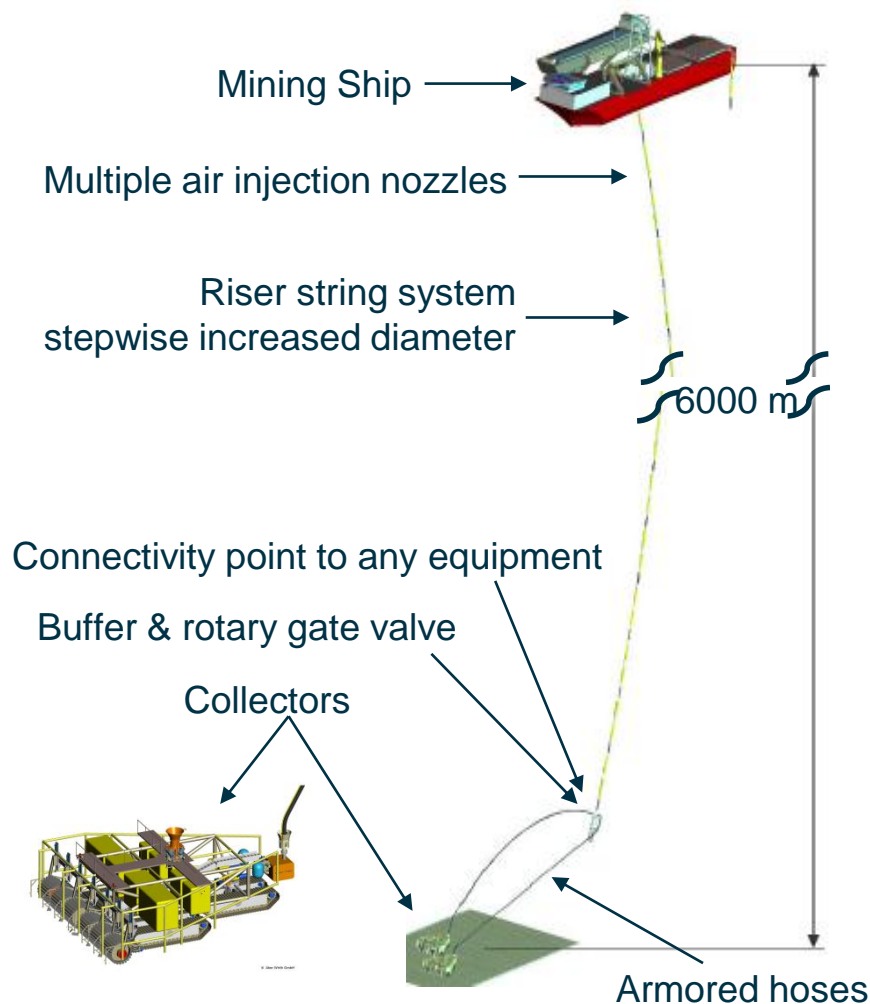 Mining Ship
Multiple air injection nozzles
Riser string system
stepwise increased diameter
6000 m
Connectivity point to any equipment
Buffer & rotary gate valve
Collectors
Armored hoses